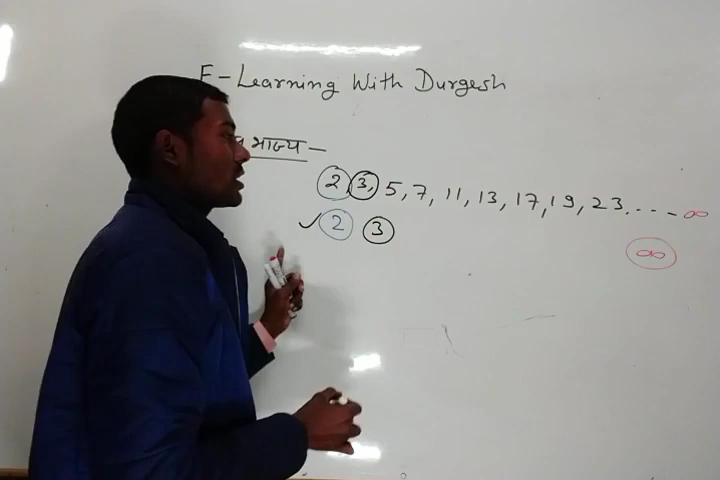 E-Learning With Durgesh
भाज्य –
2, 3, 5, 7, 11, 13, 17, 19, 23, ---- ∞
✓ 2 3
∞